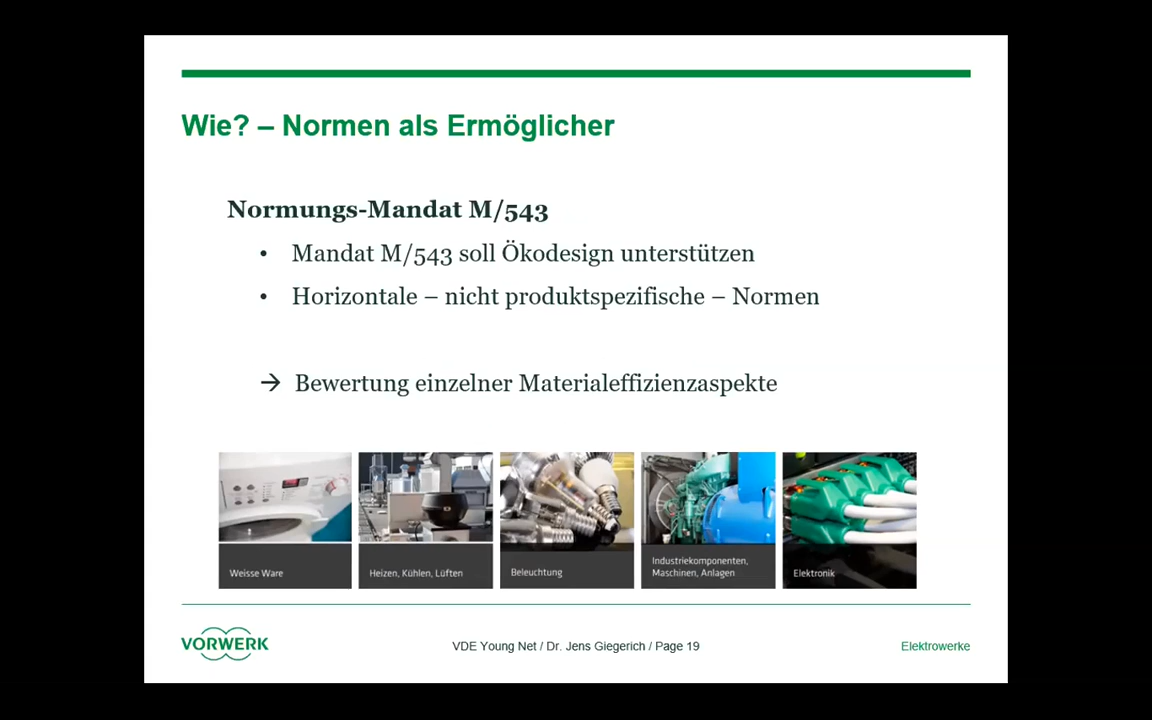 Wie? – Normen als Ermöglicher
Normungs-Mandat M/543
• Mandat M/543 soll Ökodesign unterstützen
• Horizontale – nicht produktspezifische – Normen
→ Bewertung einzelner Materialeffizienzaspekte
Weisse Ware
Heizen, Kühlen, Lüften
Beleuchtung
Industriekomponenten,
Maschinen, Anlagen
Elektronik
VORWERK
VDE Young Net / Dr. Jens Giegerich / Page 19
Elektrowerke